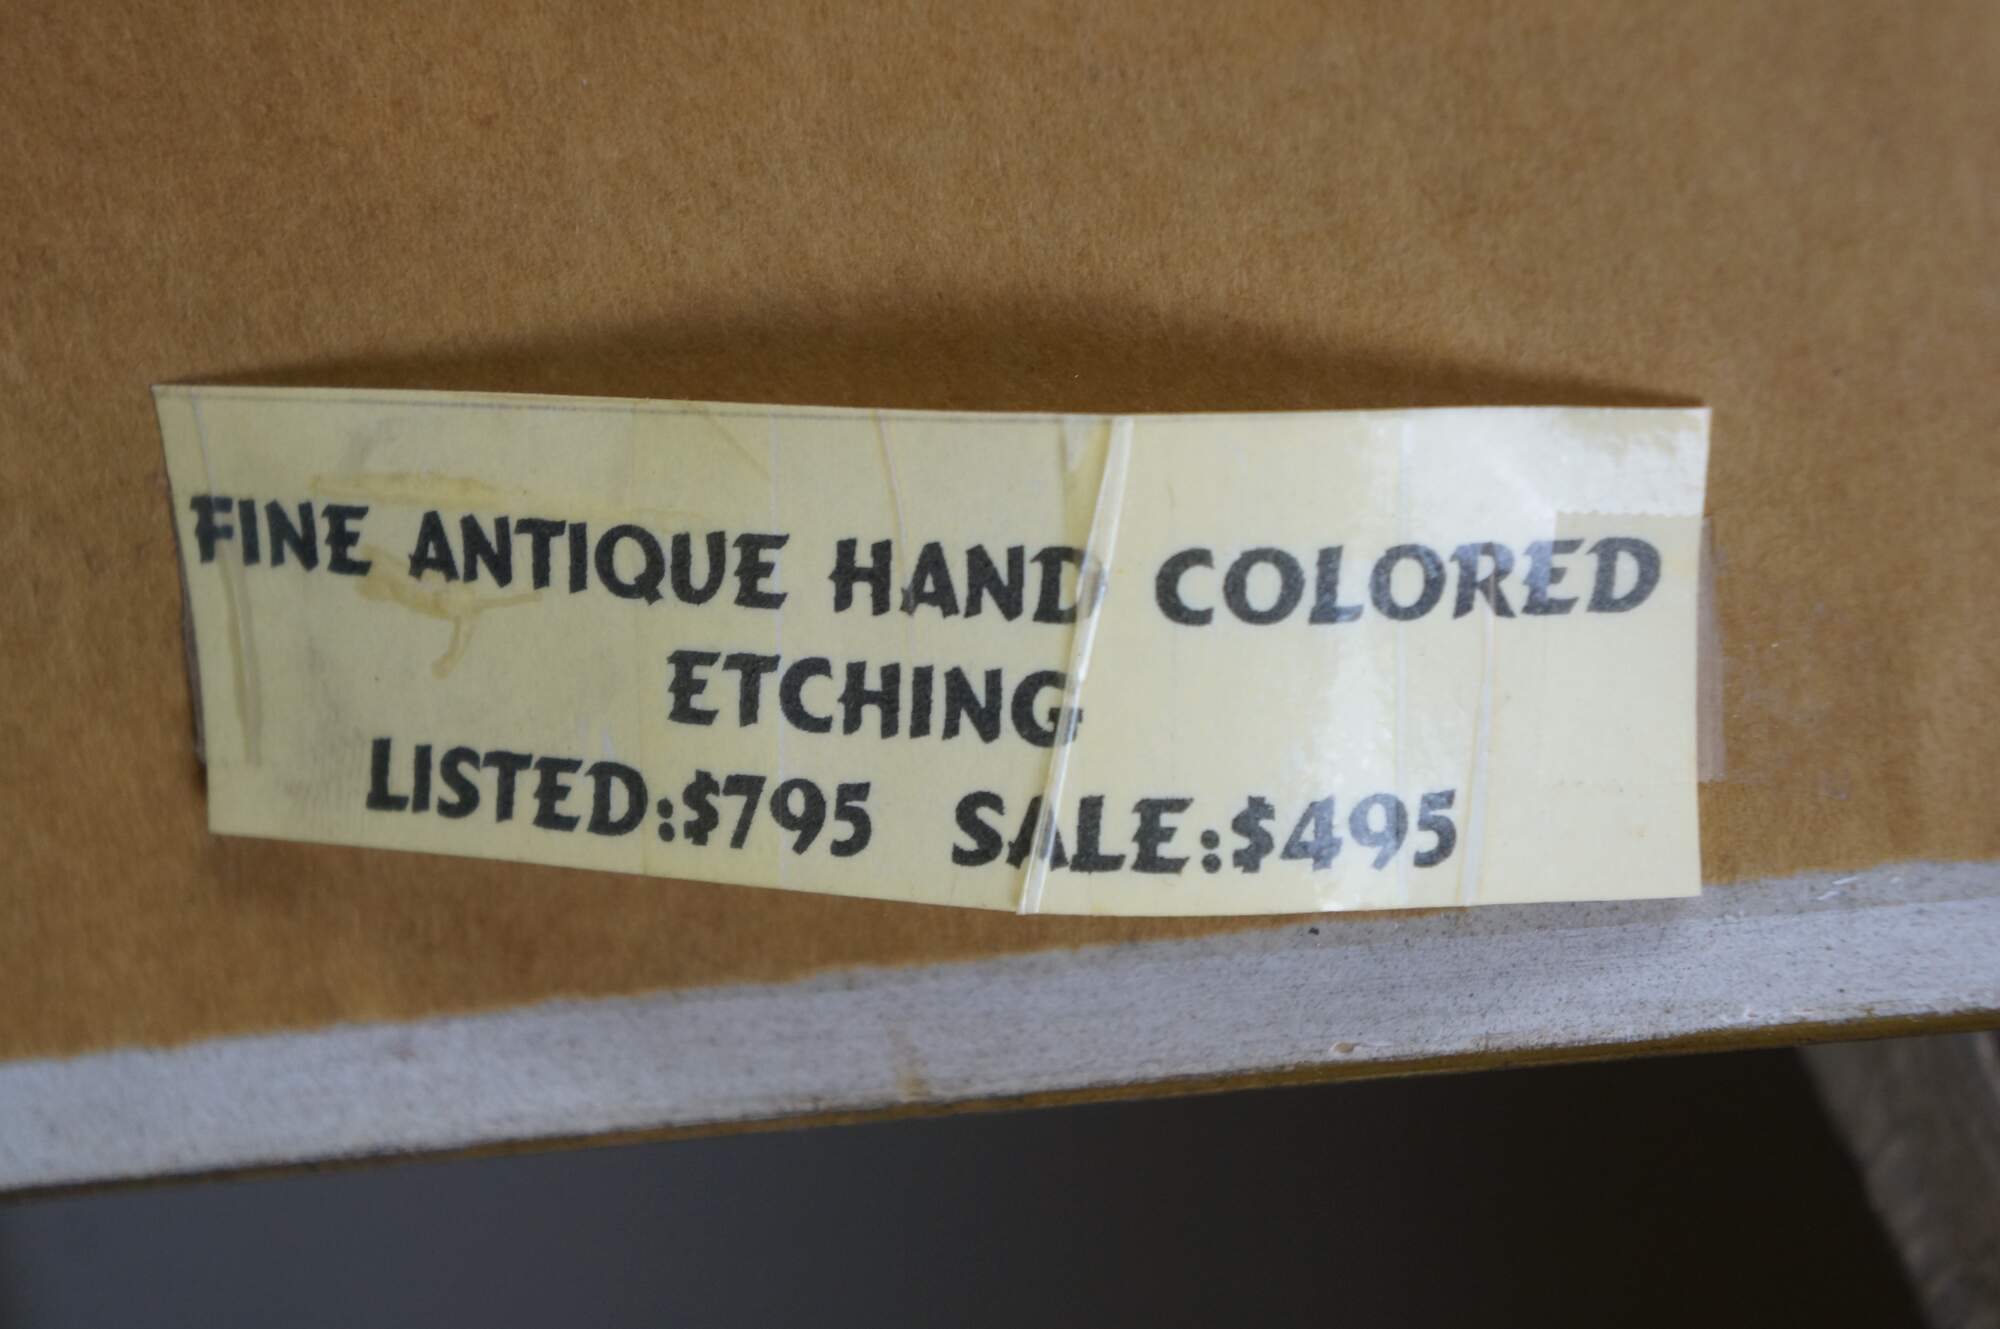 FINE ANTIQUE HAND COLORED
ETCHING
LISTED:$795 SALE:$495